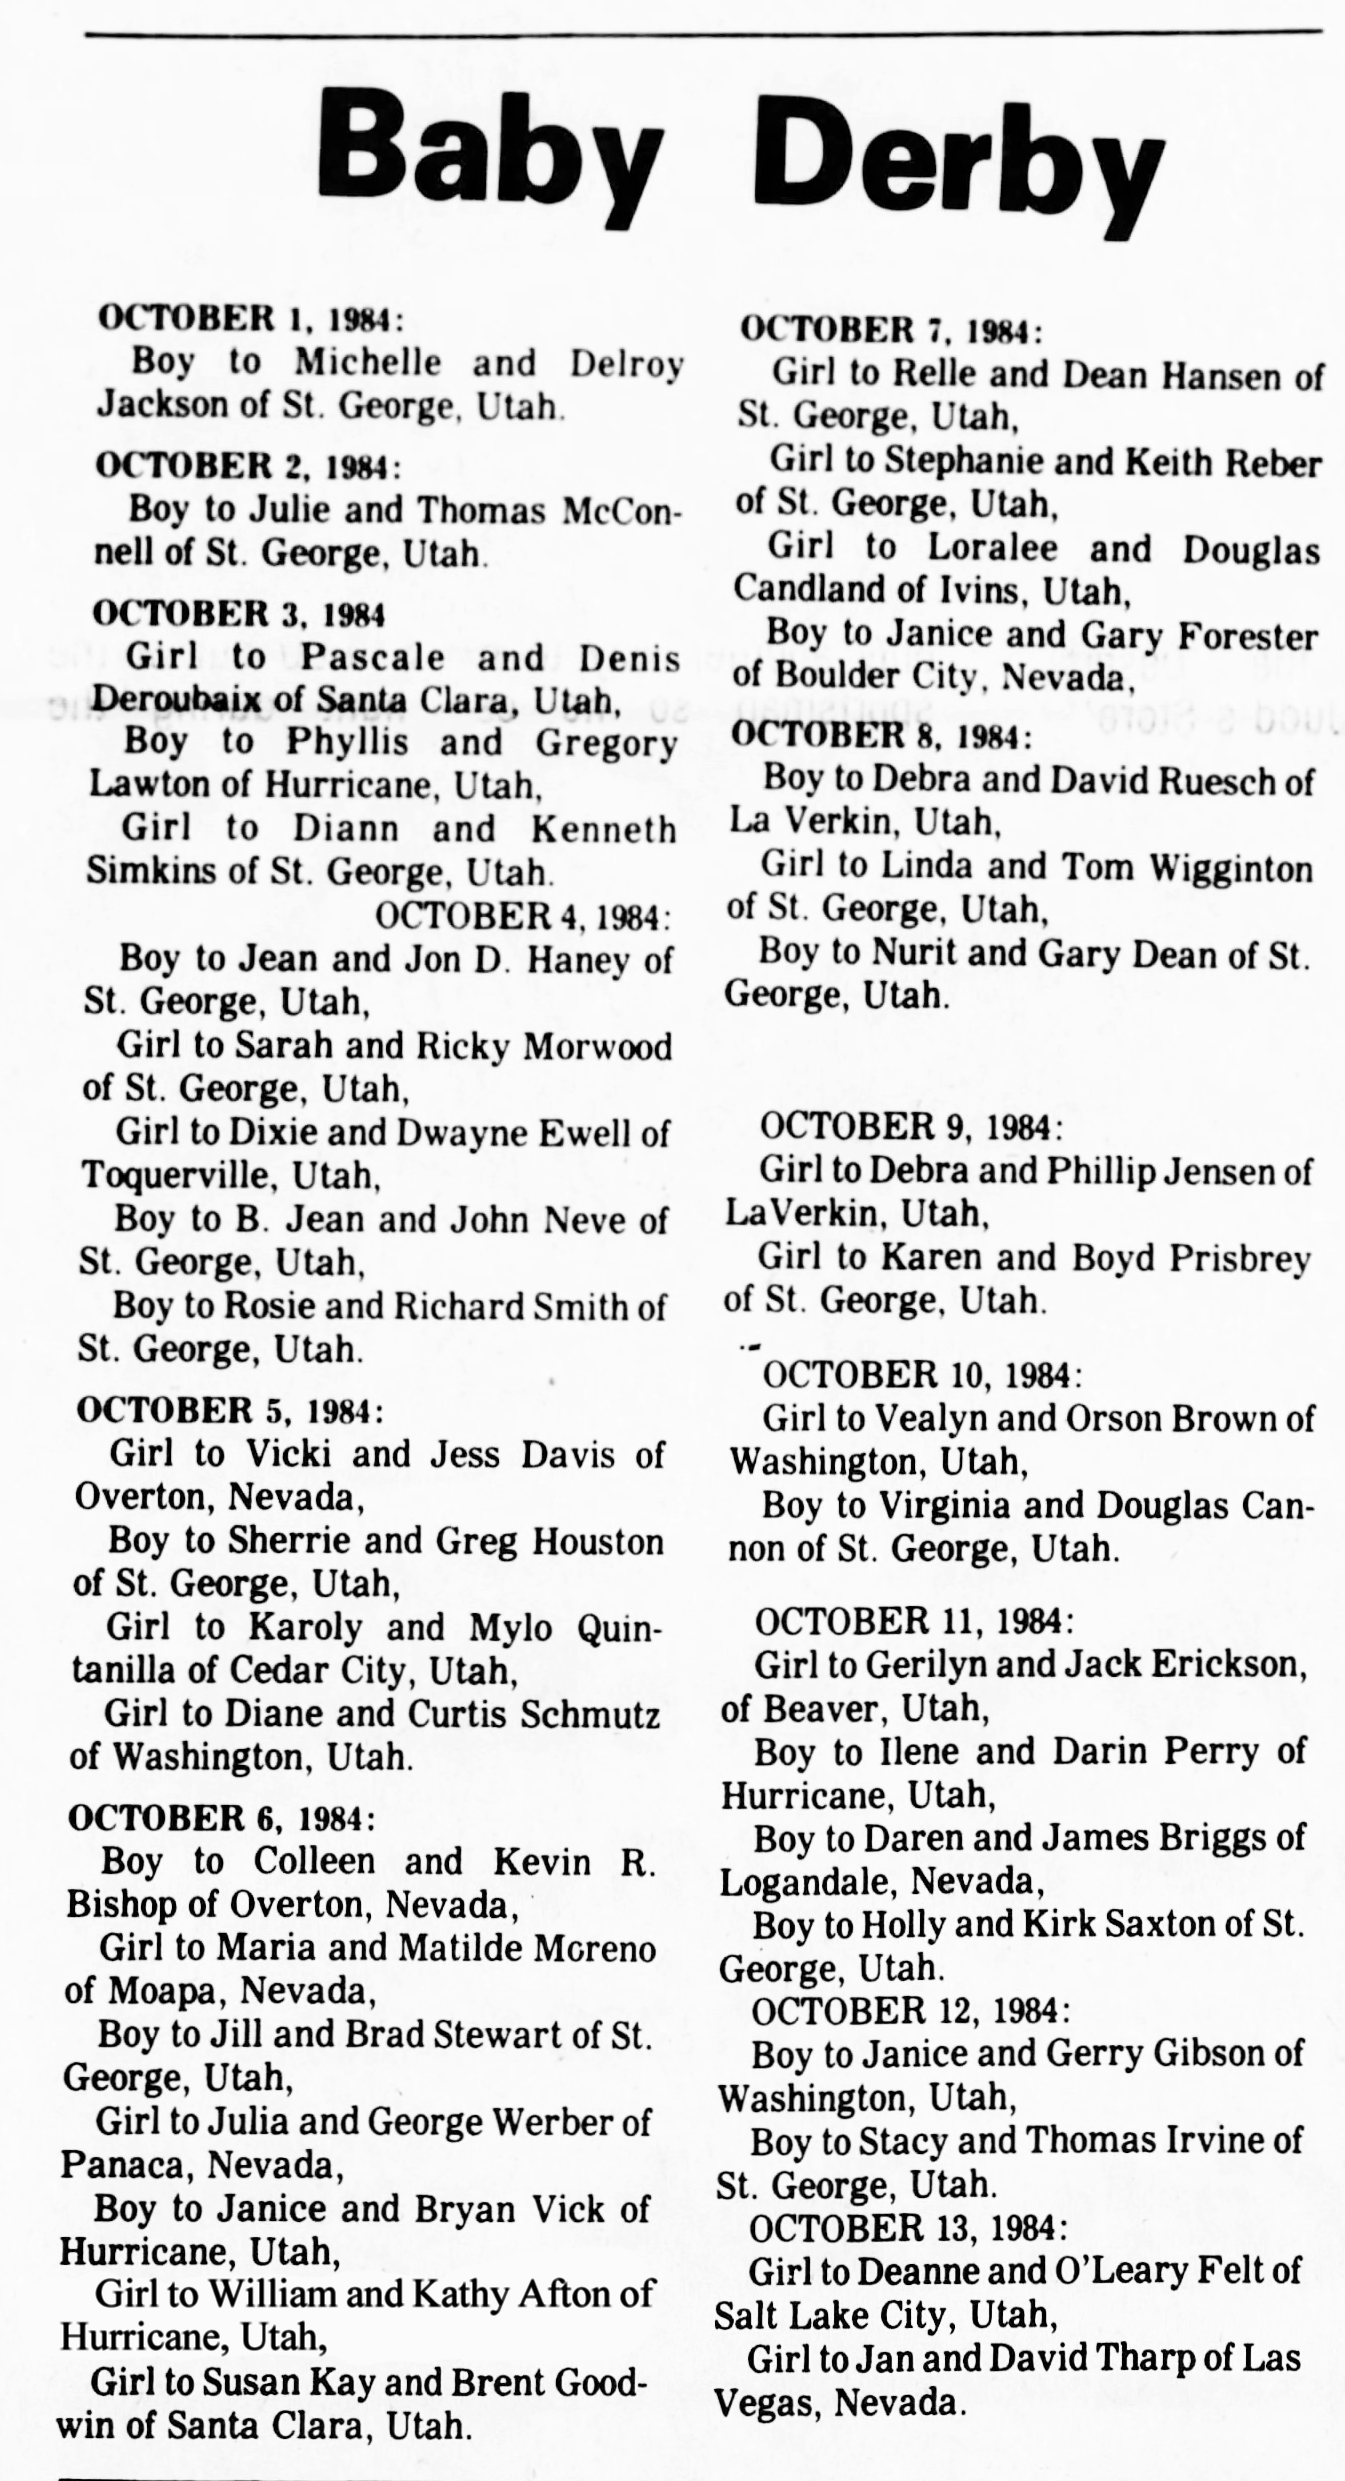 Baby Derby
OCTOBER 1, 1984:
Boy to Michelle and Delroy
Jackson of St. George, Utah.
OCTOBER 2, 1984:
Boy to Julie and Thomas McCon-
nell of St. George, Utah.
OCTOBER 3, 1984
Girl to Pascale and Denis
Deroubaix of Santa Clara, Utah,
Boy to Phyllis and Gregory
Lawton of Hurricane, Utah,
Girl to Diann and Kenneth
Simkins of St. George, Utah.
OCTOBER 4, 1984:
Boy to Jean and Jon D. Haney of
St. George, Utah,
Girl to Sarah and Ricky Morwood
of St. George, Utah,
Girl to Dixie and Dwayne Ewell of
Toquerville, Utah,
Boy to B. Jean and John Neve of
St. George, Utah,
Boy to Rosie and Richard Smith of
St. George, Utah.
OCTOBER 5, 1984:
Girl to Vicki and Jess Davis of
Overton, Nevada,
Boy to Sherrie and Greg Houston
of St. George, Utah,
Girl to Karoly and Mylo Quin-
tanilla of Cedar City, Utah,
Girl to Diane and Curtis Schmutz
of Washington, Utah.
OCTOBER 6, 1984:
Boy to Colleen and Kevin R.
Bishop of Overton, Nevada,
Girl to Maria and Matilde Moreno
of Moapa, Nevada,
Boy to Jill and Brad Stewart of St.
George, Utah,
Girl to Julia and George Werber of
Panaca, Nevada,
Boy to Janice and Bryan Vick of
Hurricane, Utah,
Girl to William and Kathy Afton of
Hurricane, Utah,
Girl to Susan Kay and Brent Good-
win of Santa Clara, Utah.
OCTOBER 7, 1984:
Girl to Relle and Dean Hansen of
St. George, Utah,
Girl to Stephanie and Keith Reber
of St. George, Utah,
Girl to Loralee and Douglas
Candland of Ivins, Utah,
Boy to Janice and Gary Forester
of Boulder City, Nevada,
OCTOBER 8, 1984:
Boy to Debra and David Ruesch of
La Verkin, Utah,
Girl to Linda and Tom Wigginton
of St. George, Utah,
Boy to Nurit and Gary Dean of St.
George, Utah.
OCTOBER 9, 1984:
Girl to Debra and Phillip Jensen of
LaVerkin, Utah,
Girl to Karen and Boyd Prisbrey
of St. George, Utah.
OCTOBER 10, 1984:
Girl to Vealyn and Orson Brown of
Washington, Utah,
Boy to Virginia and Douglas Can-
non of St. George, Utah.
OCTOBER 11, 1984:
Girl to Gerilyn and Jack Erickson,
of Beaver, Utah,
Boy to Ilene and Darin Perry of
Hurricane, Utah,
Boy to Daren and James Briggs of
Logandale, Nevada,
Boy to Holly and Kirk Saxton of St.
George, Utah.
OCTOBER 12, 1984:
Boy to Janice and Gerry Gibson of
Washington, Utah,
Boy to Stacy and Thomas Irvine of
St. George, Utah.
OCTOBER 13, 1984:
Girl to Deanne and O'Leary Felt of
Salt Lake City, Utah,
Girl to Jan and David Tharp of Las
Vegas, Nevada.